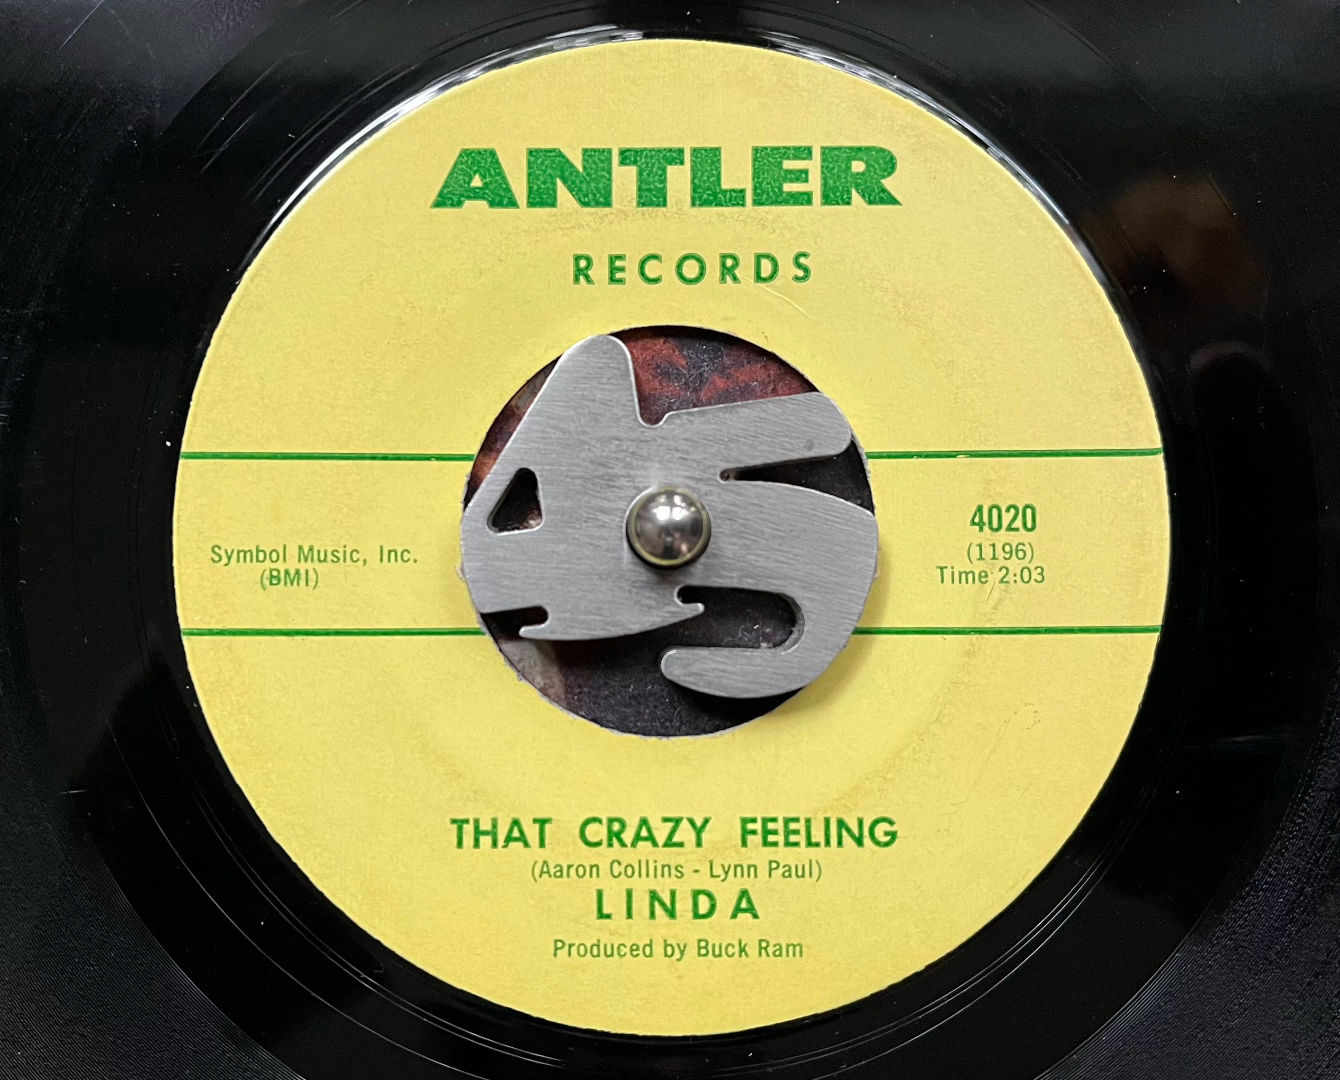 ANTLER
RECORDS
Symbol Music, Inc.
(BMI)
4020
(1196)
Time 2:03
THAT CRAZY FEELING
(Aaron Collins - Lynn Paul)
LINDA
Produced by Buck Ram